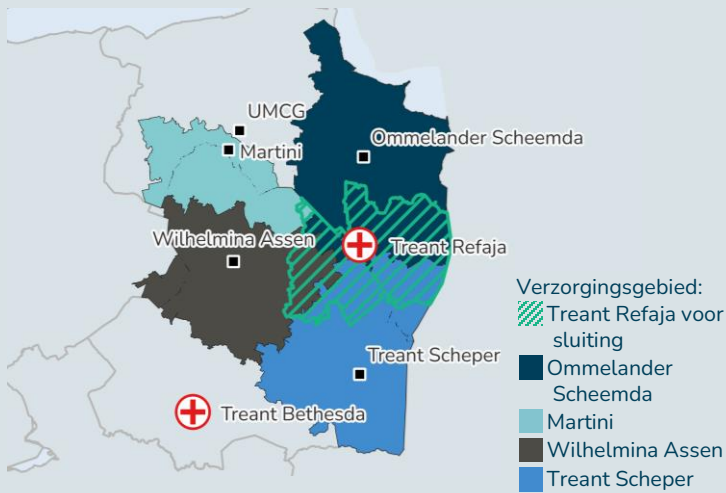 UMCG
Martini
Ommelander Scheemda
Wilhelmina Assen
Treant Refaja
Treant Scheper
Treant Bethesda
Verzorgingsgebied:
Treant Refaja voor
sluiting
Ommelander
Scheemda
Martini
Wilhelmina Assen
Treant Scheper